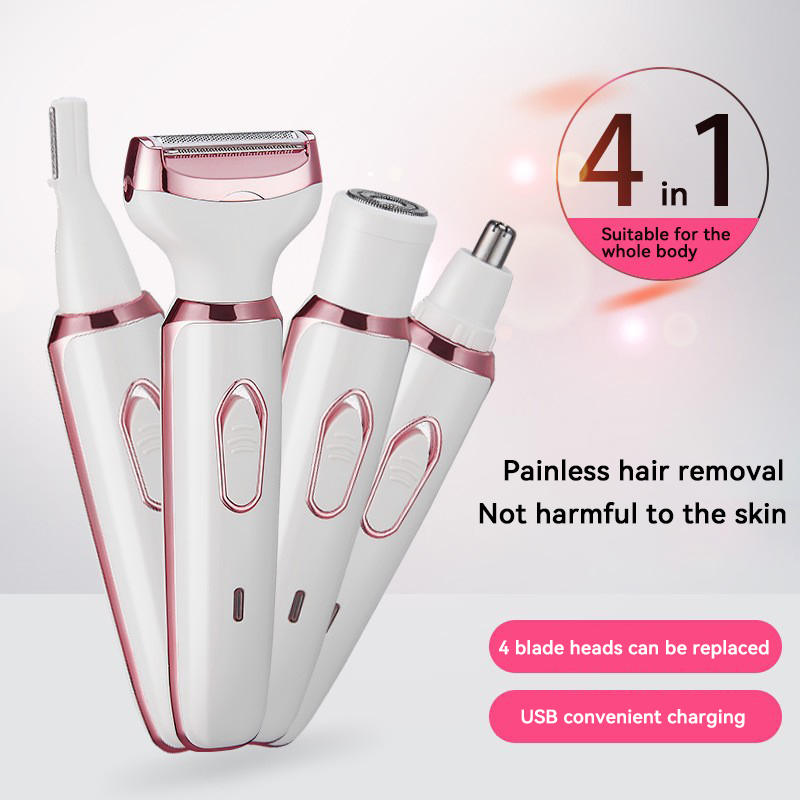 4 in 1
Suitable for the
whole body
Painless hair removal
Not harmful to the skin
4 blade heads can be replaced
USB convenient charging